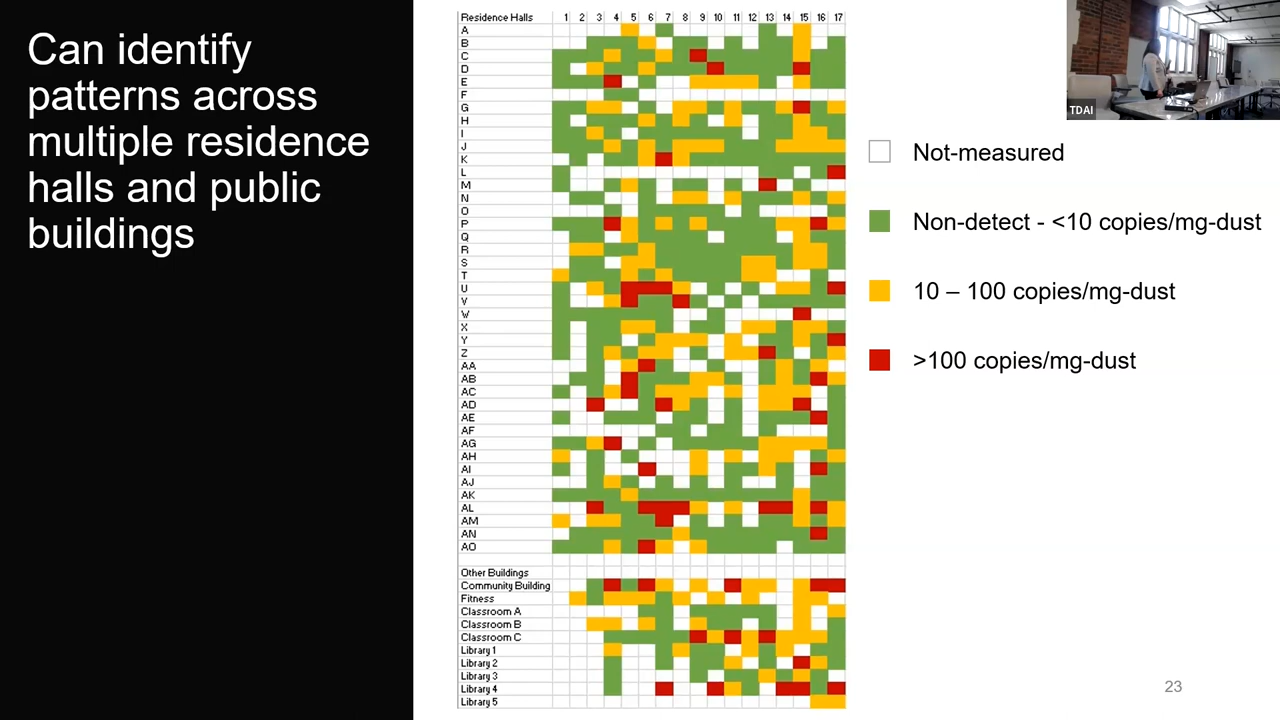 Can identify
patterns across
multiple residence
halls and public
buildings
Residence Halls 1 2 3 4 5 6 7 8 9 10 11 12 13 14 15 16 17
A
B
C
D
E
F
G
H
I
J
K
L
M
N
O
P
Q
R
S
T
U
V
W
X
Y
Z
AA
AB
AC
AD
AE
AF
AG
AH
AI
AJ
AK
AL
AM
AN
AO
Other Buildings
Community Building
Fitness
Classroom A
Classroom B
Classroom C
Library 1
Library 2
Library 3
Library 4
Library 5
TDAI
Not-measured
Non-detect - <10 copies/mg-dust
10 – 100 copies/mg-dust
>100 copies/mg-dust
23